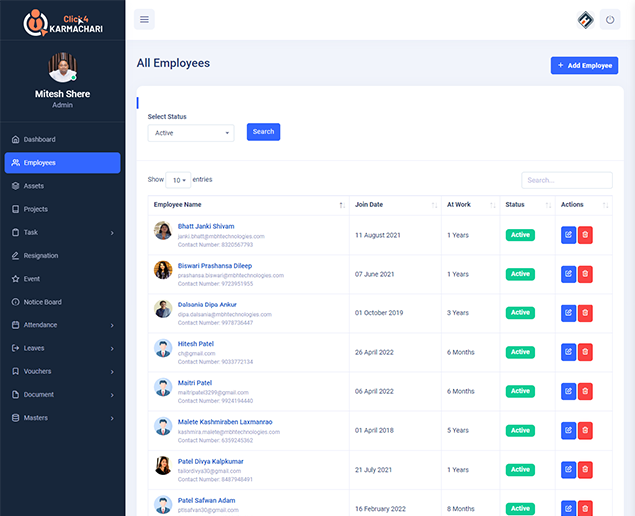 Click 4
KARMACHARI
Mitesh Shere
Admin
Dashboard
Employees
Assets
Projects
Task
Resignation
Event
Notice Board
Attendance
Leaves
Vouchers
Document
Masters
All Employees
+ Add Employee
Select Status
Active
Search
Show 10 entries
Search...
Employee Name Join Date At Work Status Actions
Bhatt Janki Shivam
janki.bhatt@mbhtechnologies.com
Contact Number: 8320567793
11 August 2021 1 Years Active
Biswari Prashansa Dileep
prashansa.biswari@mbhtechnologies.com
Contact Number: 9723951955
07 June 2021 1 Years Active
Dalsania Dipa Ankur
dipa.dalsania@mbhtechnologies.com
Contact Number: 9978736447
01 October 2019 3 Years Active
Hitesh Patel
ch@gmail.com
Contact Number: 9033772134
26 April 2022 6 Months Active
Maitri Patel
maitripatel3299@gmail.com
Contact Number: 9924194440
06 April 2022 6 Months Active
Malete Kashmiraben Laxmanrao
kashmira.malete@mbhtechnologies.com
Contact Number: 6359245362
01 April 2018 5 Years Active
Patel Divya Kalpkumar
tailordivya30@gmail.com
Contact Number: 8487948491
21 July 2021 1 Years Active
Patel Safwan Adam
ptlsafvan30@gmail.com
16 February 2022 8 Months Active